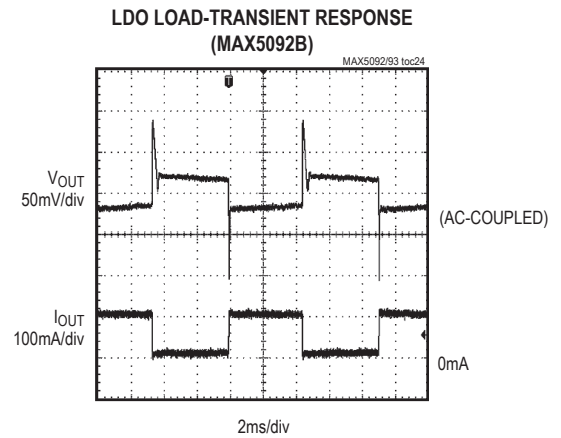 LDO LOAD-TRANSIENT RESPONSE
(MAX5092B)
MAX5092/93 toc24
T
VOUT
50mV/div
(AC-COUPLED)
IOUT
100mA/div
0mA
2ms/div